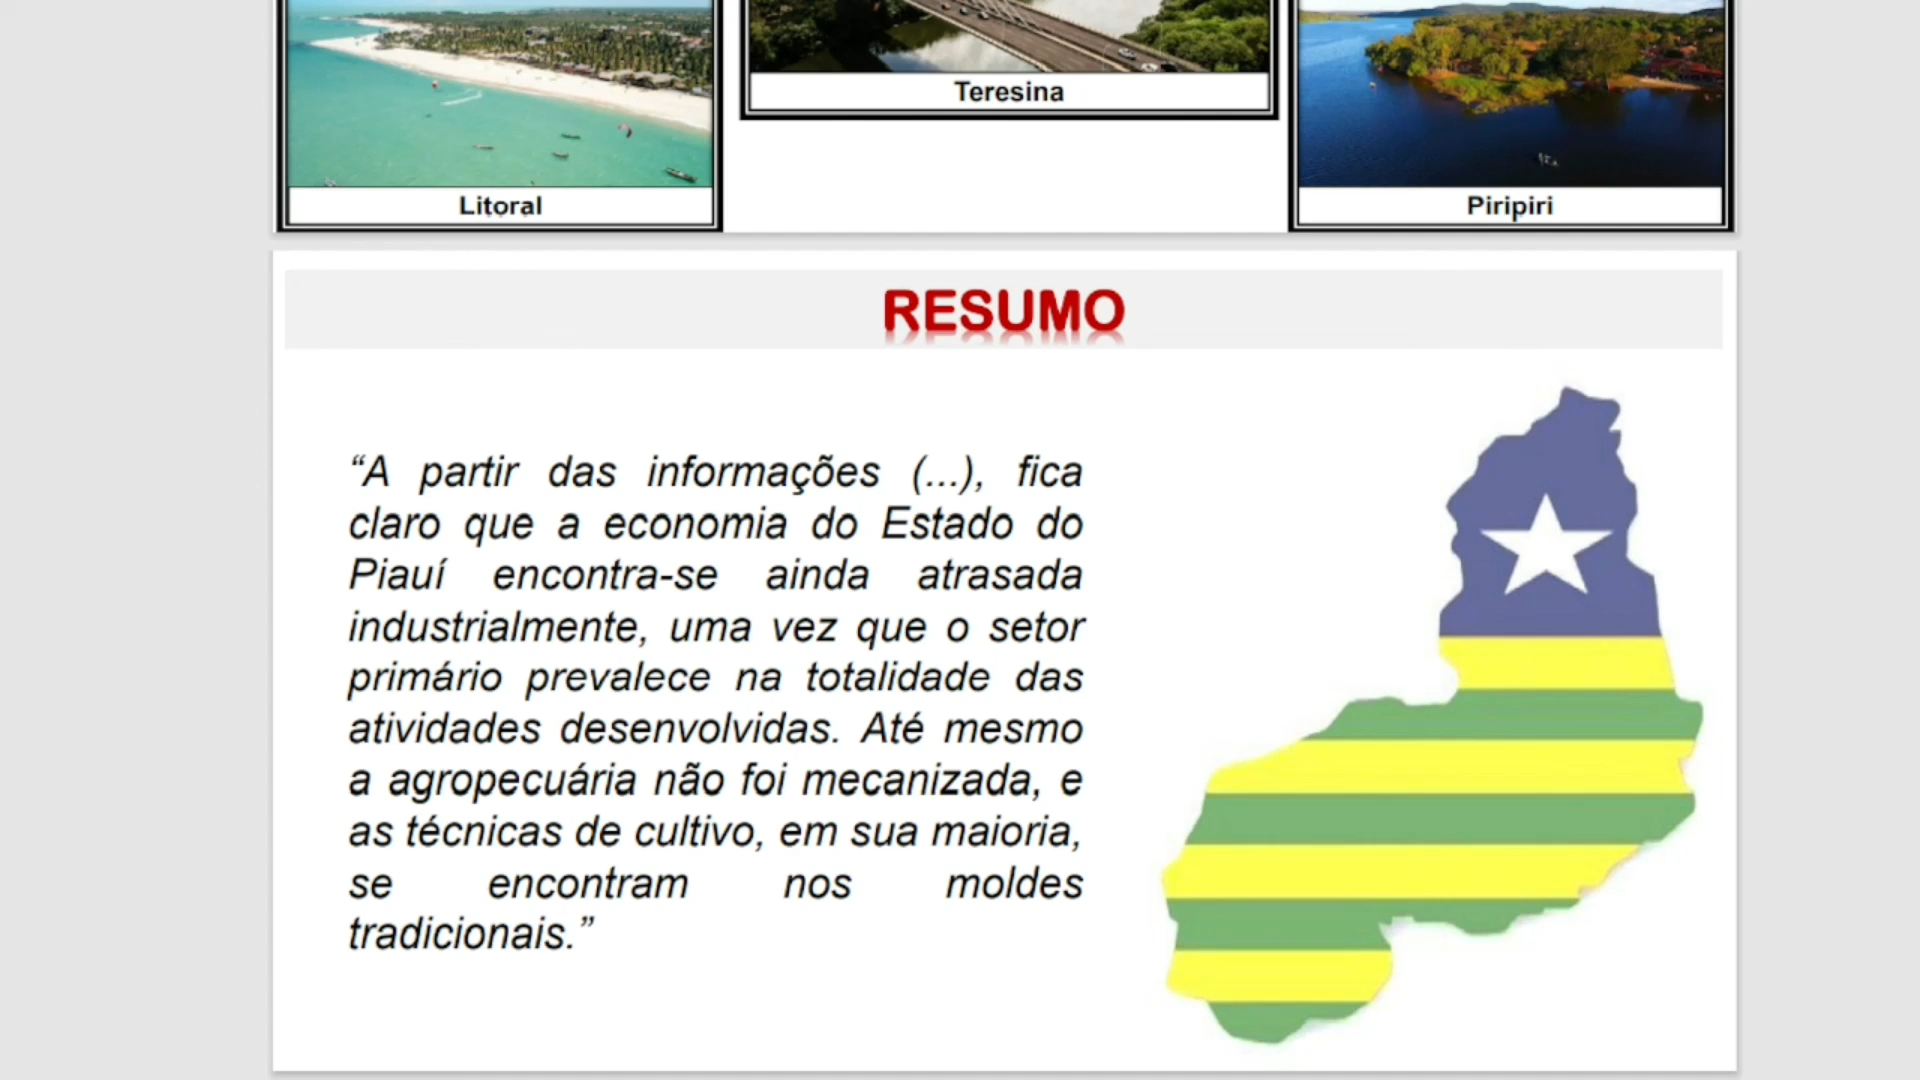 Teresina
Litoral
Piripiri
RESUMO
“A partir das informações (...), fica
claro que a economia do Estado do
Piauí encontra-se ainda atrasada
industrialmente, uma vez que o setor
primário prevalece na totalidade das
atividades desenvolvidas. Até mesmo
a agropecuária não foi mecanizada, e
as técnicas de cultivo, em sua maioria,
se encontram nos moldes
tradicionais.”